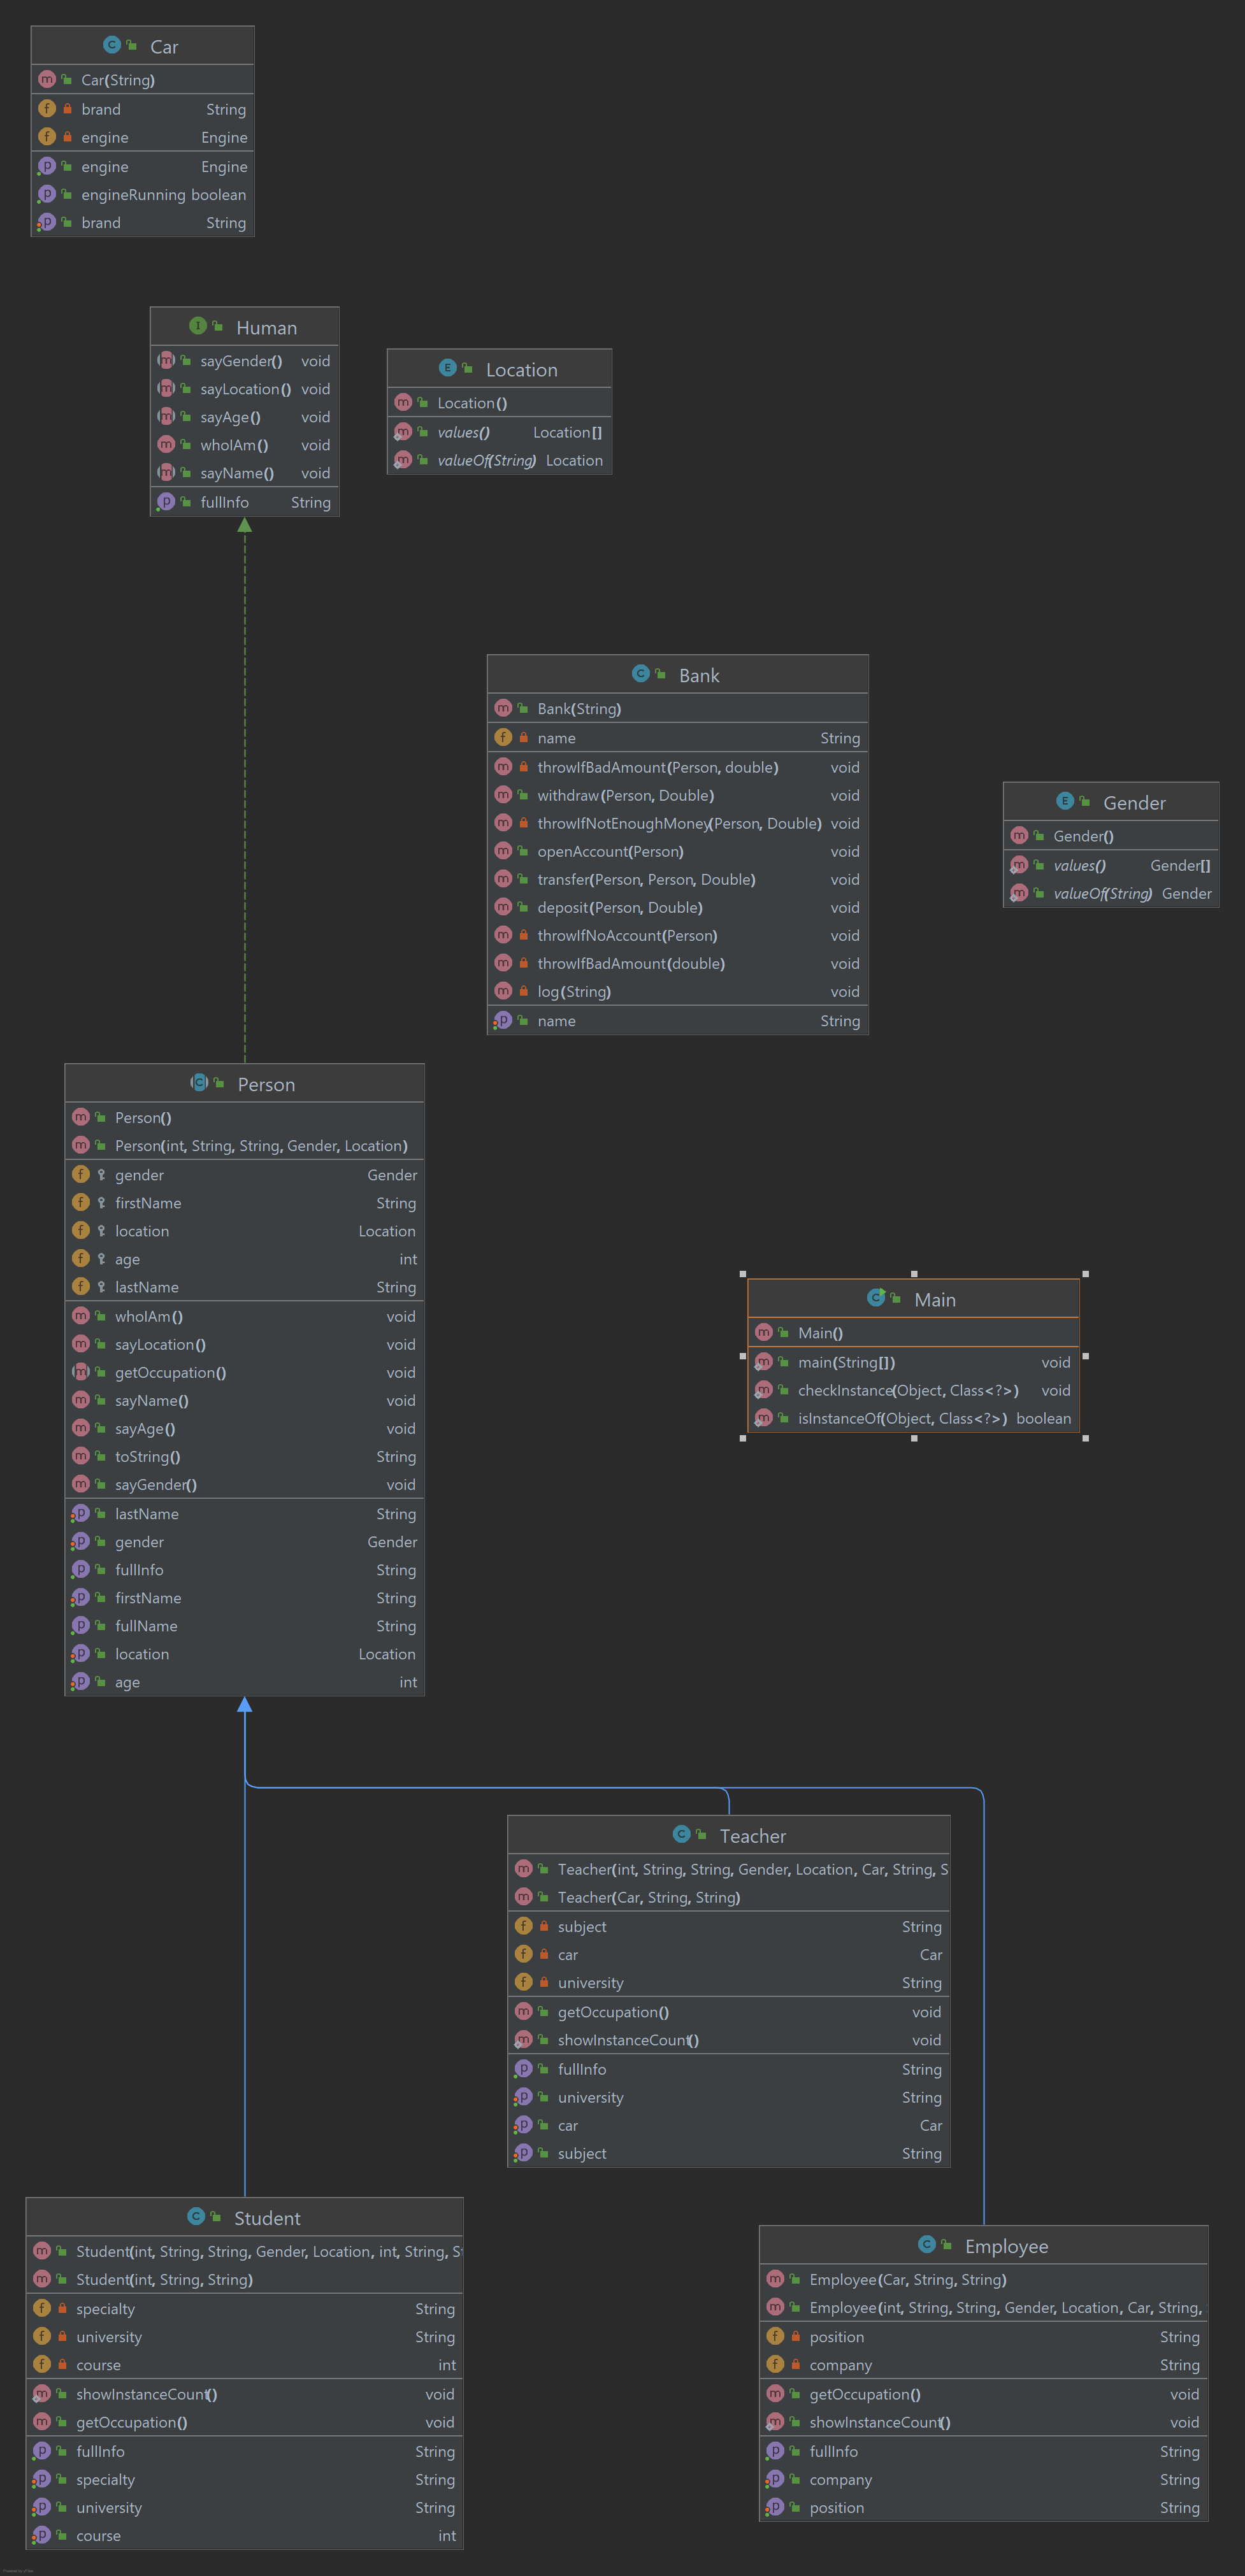 Car
Car(String)
brand String
engine Engine
engine Engine
engineRunning boolean
brand String
Human
sayGender() void
sayLocation() void
sayAge() void
whoIAm() void
sayName() void
fullInfo String
Location
Location()
values() Location[]
valueOf(String) Location
Bank
Bank(String)
name String
throwIfBadAmount(Person, double) void
withdraw(Person, Double) void
throwIfNotEnoughMoney(Person, Double) void
openAccount(Person) void
transfer(Person, Person, Double) void
deposit(Person, Double) void
throwIfNoAccount(Person) void
throwIfBadAmount(double) void
log(String) void
name String
Gender
Gender()
values() Gender[]
valueOf(String) Gender
Person
Person()
Person(int, String, String, Gender, Location)
gender Gender
firstName String
location Location
age int
lastName String
whoIAm() void
sayLocation() void
getOccupation() void
sayName() void
sayAge() void
toString() String
sayGender() void
lastName String
gender Gender
fullInfo String
firstName String
fullName String
location Location
age int
Main
Main()
main(String[]) void
checkInstance(Object, Class<?>) void
isInstanceOf(Object, Class<?>) boolean
Teacher
Teacher(int, String, String, Gender, Location, Car, String, S
Teacher(Car, String, String)
subject String
car Car
university String
getOccupation() void
showInstanceCount() void
fullInfo String
university String
car Car
subject String
Student
Student(int, String, String, Gender, Location, int, String, St
Student(int, String, String)
specialty String
university String
course int
showInstanceCount() void
getOccupation() void
fullInfo String
specialty String
university String
course int
Employee
Employee(Car, String, String)
Employee(int, String, String, Gender, Location, Car, String,
position String
company String
getOccupation() void
showInstanceCount() void
fullInfo String
company String
position String
Powered by yFiles